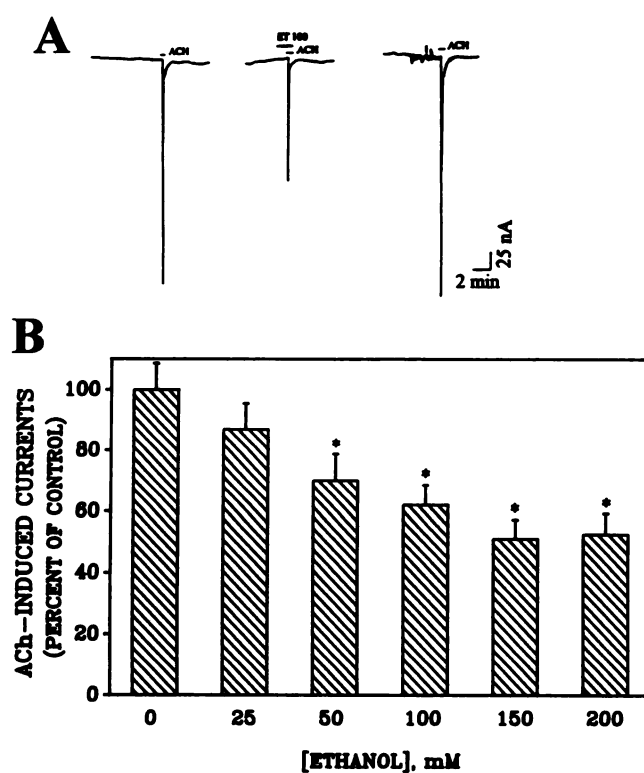 A
ACH
ET 100
ACH
ACH
25 nA
2 min
B
ACh-INDUCED CURRENTS
(PERCENT OF CONTROL)
100
80
60
40
20
0
*
*
*
*
0 25 50 100 150 200
[ETHANOL], mM